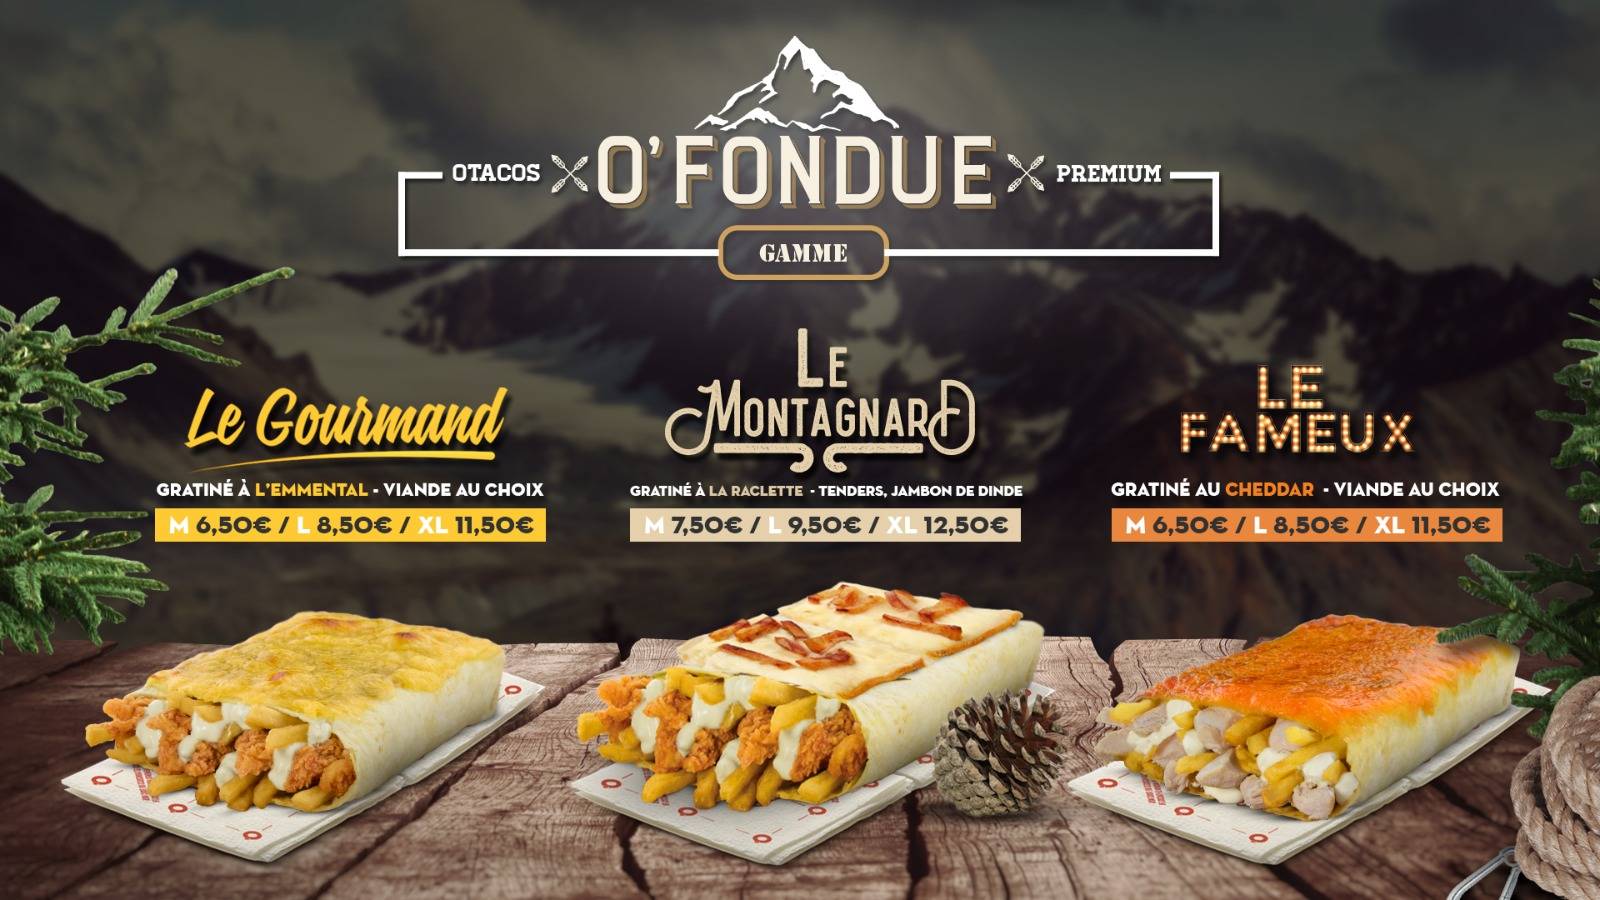 OTACOS O'FONDUE PREMIUM
GAMME
Le Gourmand
GRATINÉ À L'EMMENTAL - VIANDE AU CHOIX
M 6,50€ / L 8,50€ / XL 11,50€
LE
MONTAGNARD
GRATINÉ À LA RACLETTE - TENDERS, JAMBON DE DINDE
M 7,50€ / L 9,50€ / XL 12,50€
LE
FAMEUX
GRATINÉ AU CHEDDAR - VIANDE AU CHOIX
M 6,50€ / L 8,50€ / XL 11,50€